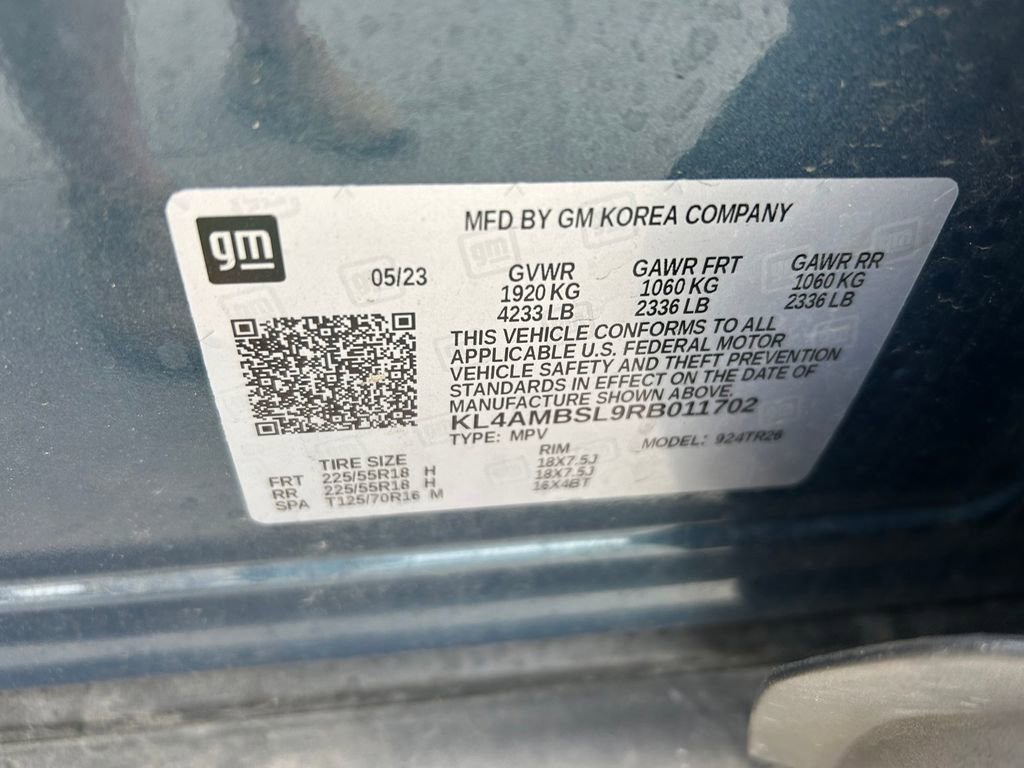 gm
MFD BY GM KOREA COMPANY
05/23
GVWR GAWR FRT GAWR RR
1920 KG 1060 KG 1060 KG
4233 LB 2336 LB 2336 LB
THIS VEHICLE CONFORMS TO ALL
APPLICABLE U.S. FEDERAL MOTOR
VEHICLE SAFETY AND THEFT PREVENTION
STANDARDS IN EFFECT ON THE DATE OF
MANUFACTURE SHOWN ABOVE.
KL4AMBSL9RB011702
TYPE: MPV MODEL: 924TR26
TIRE SIZE RIM
FRT 225/55R18 H 18X7.5J
RR 225/55R18 H 18X7.5J
SPA T125/70R16 M 16X4BT